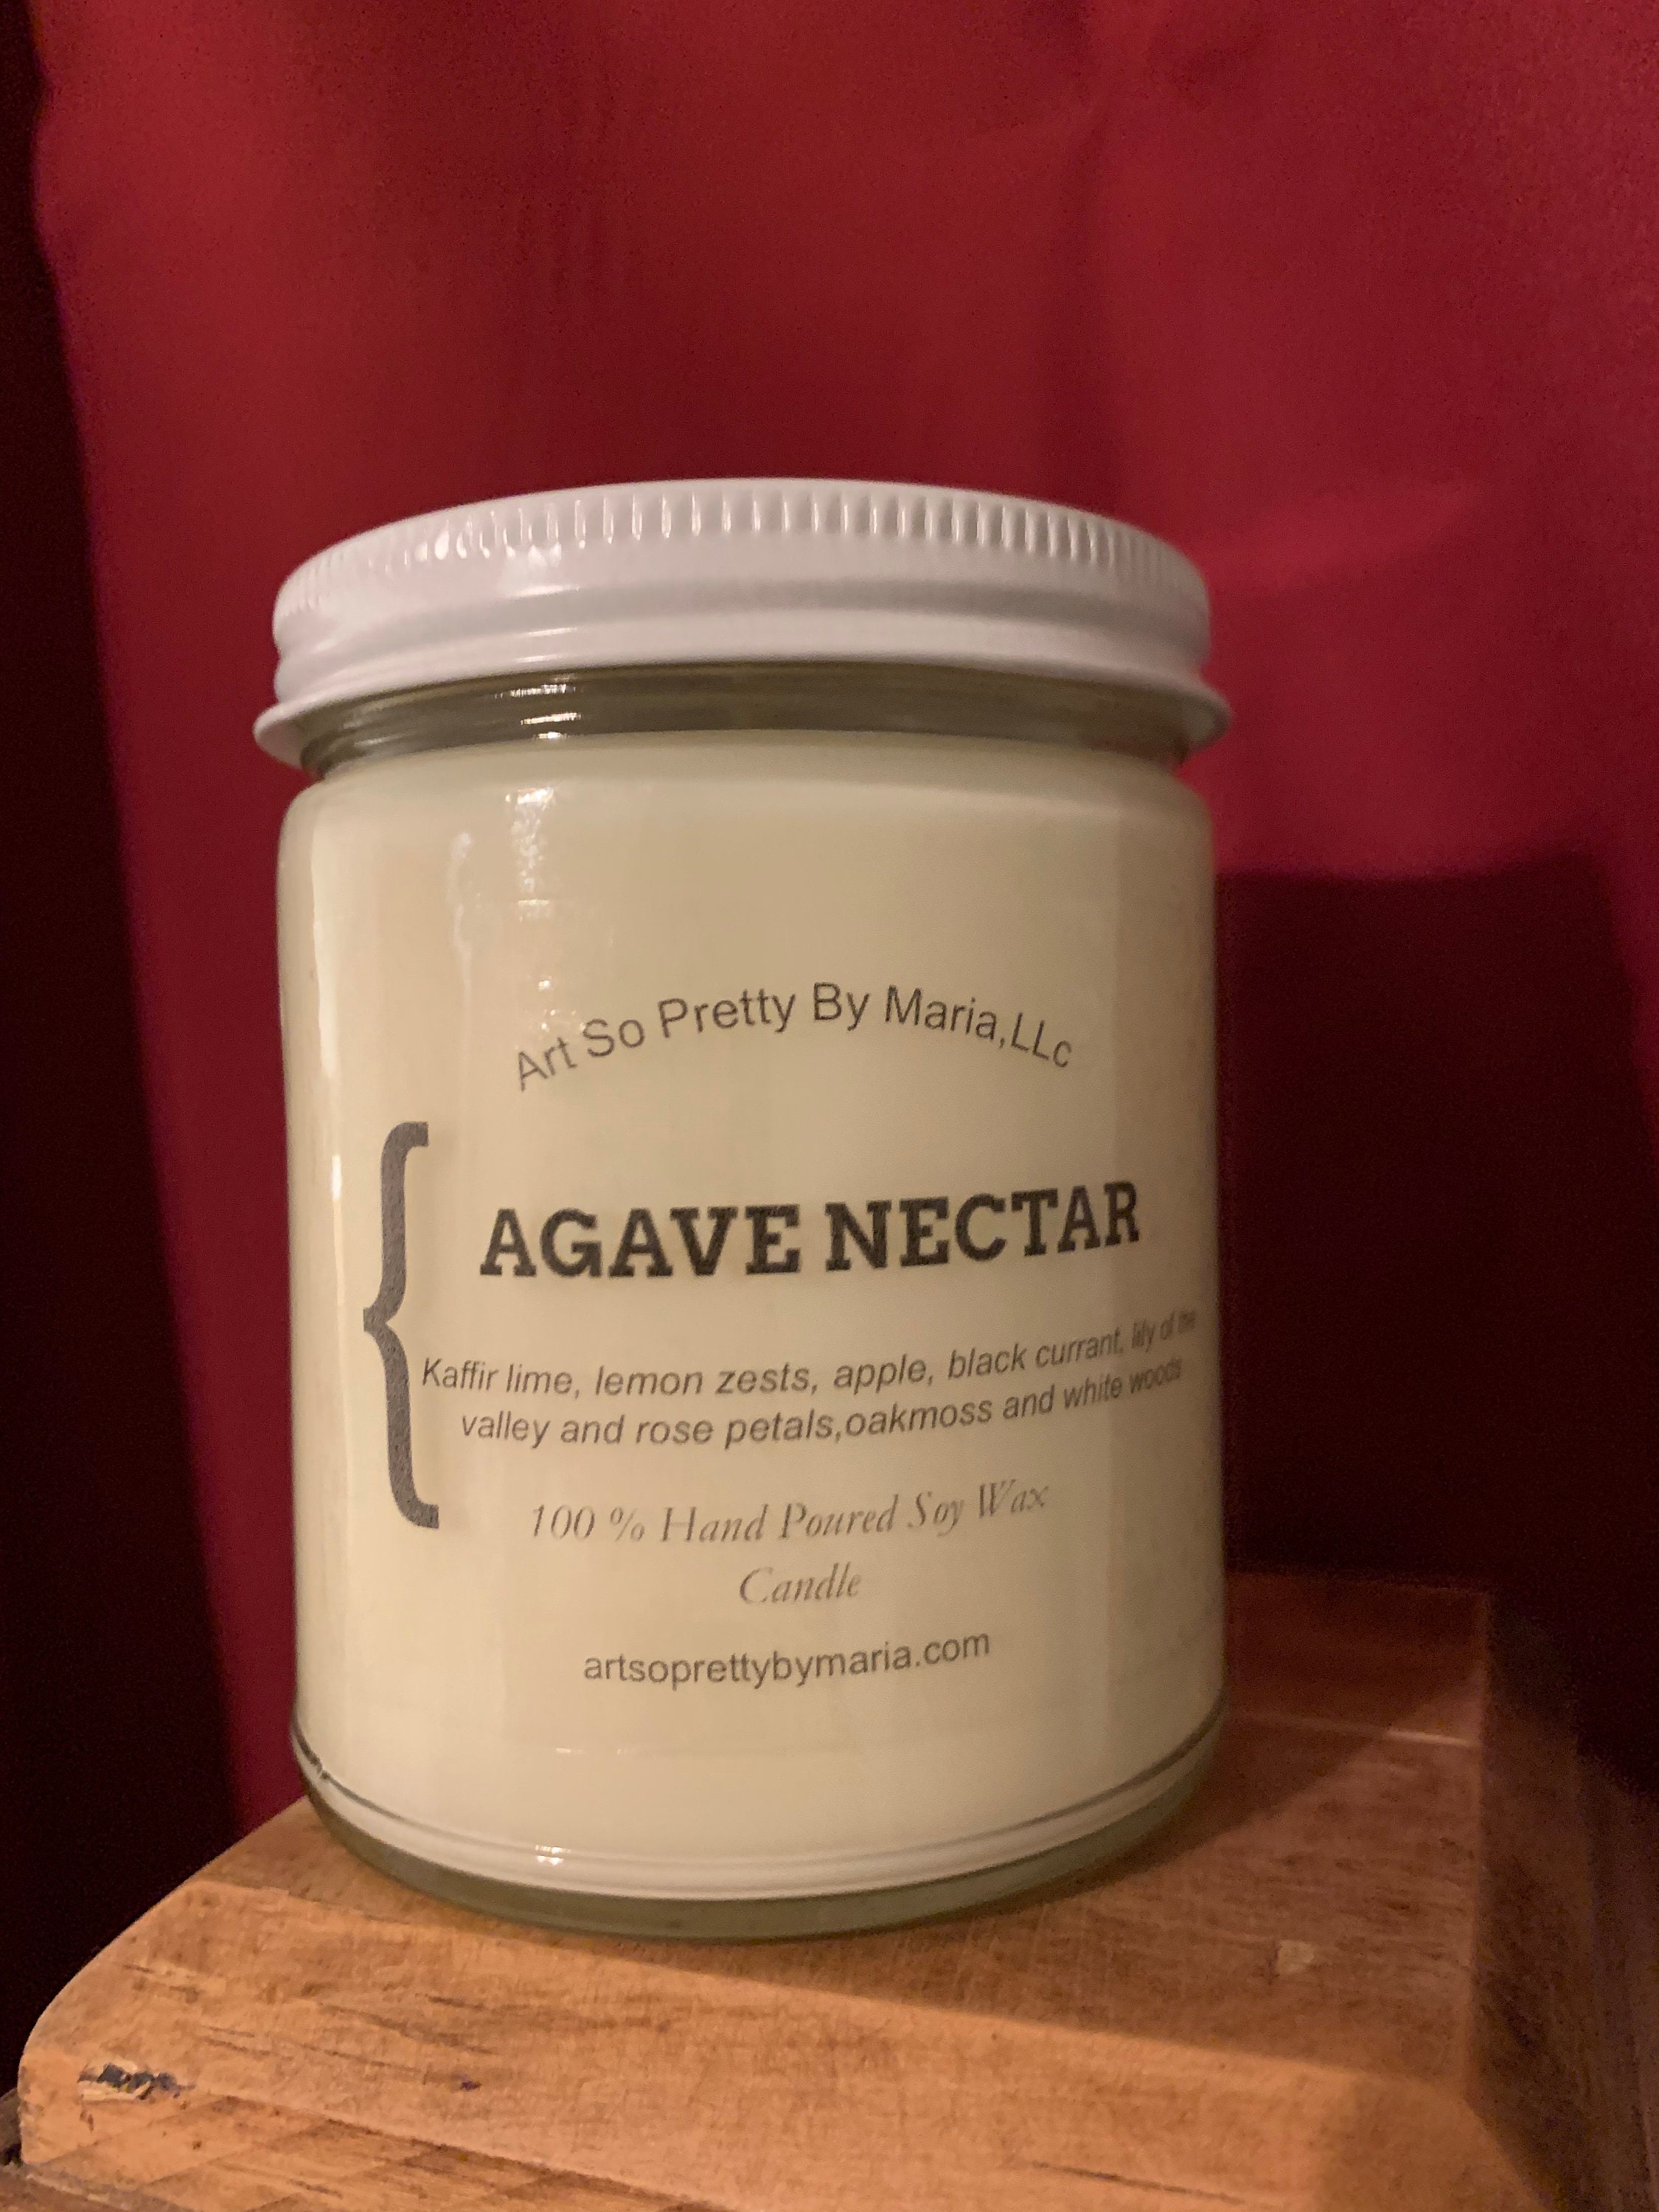 Art So Pretty By Maria,LLc
{
AGAVE NECTAR
Kaffir lime, lemon zests, apple, black currant, lily of the
valley and rose petals,oakmoss and white woods
100 % Hand Poured Soy Wax
Candle
artsoprettybymaria.com